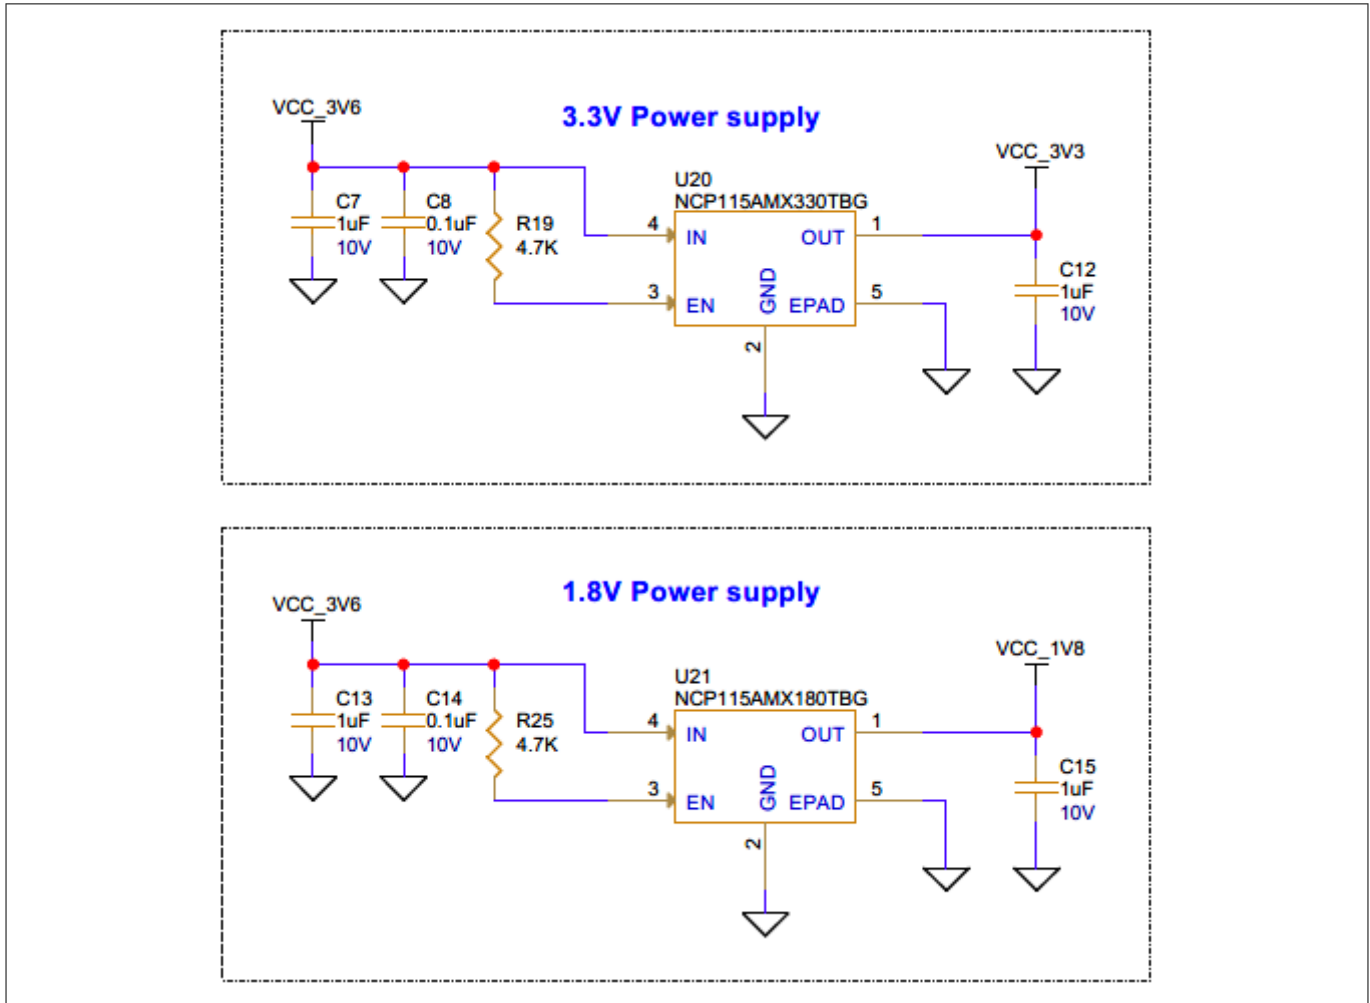 3.3V Power supply
VCC_3V6
C7
1uF
10V
C8
0.1uF
10V
R19
4.7K
U20
NCP115AMX330TBG
4
IN
3
EN
GND
2
OUT
1
EPAD
5
VCC_3V3
C12
1uF
10V
1.8V Power supply
VCC_3V6
C13
1uF
10V
C14
0.1uF
10V
R25
4.7K
U21
NCP115AMX180TBG
4
IN
3
EN
GND
2
OUT
1
EPAD
5
VCC_1V8
C15
1uF
10V